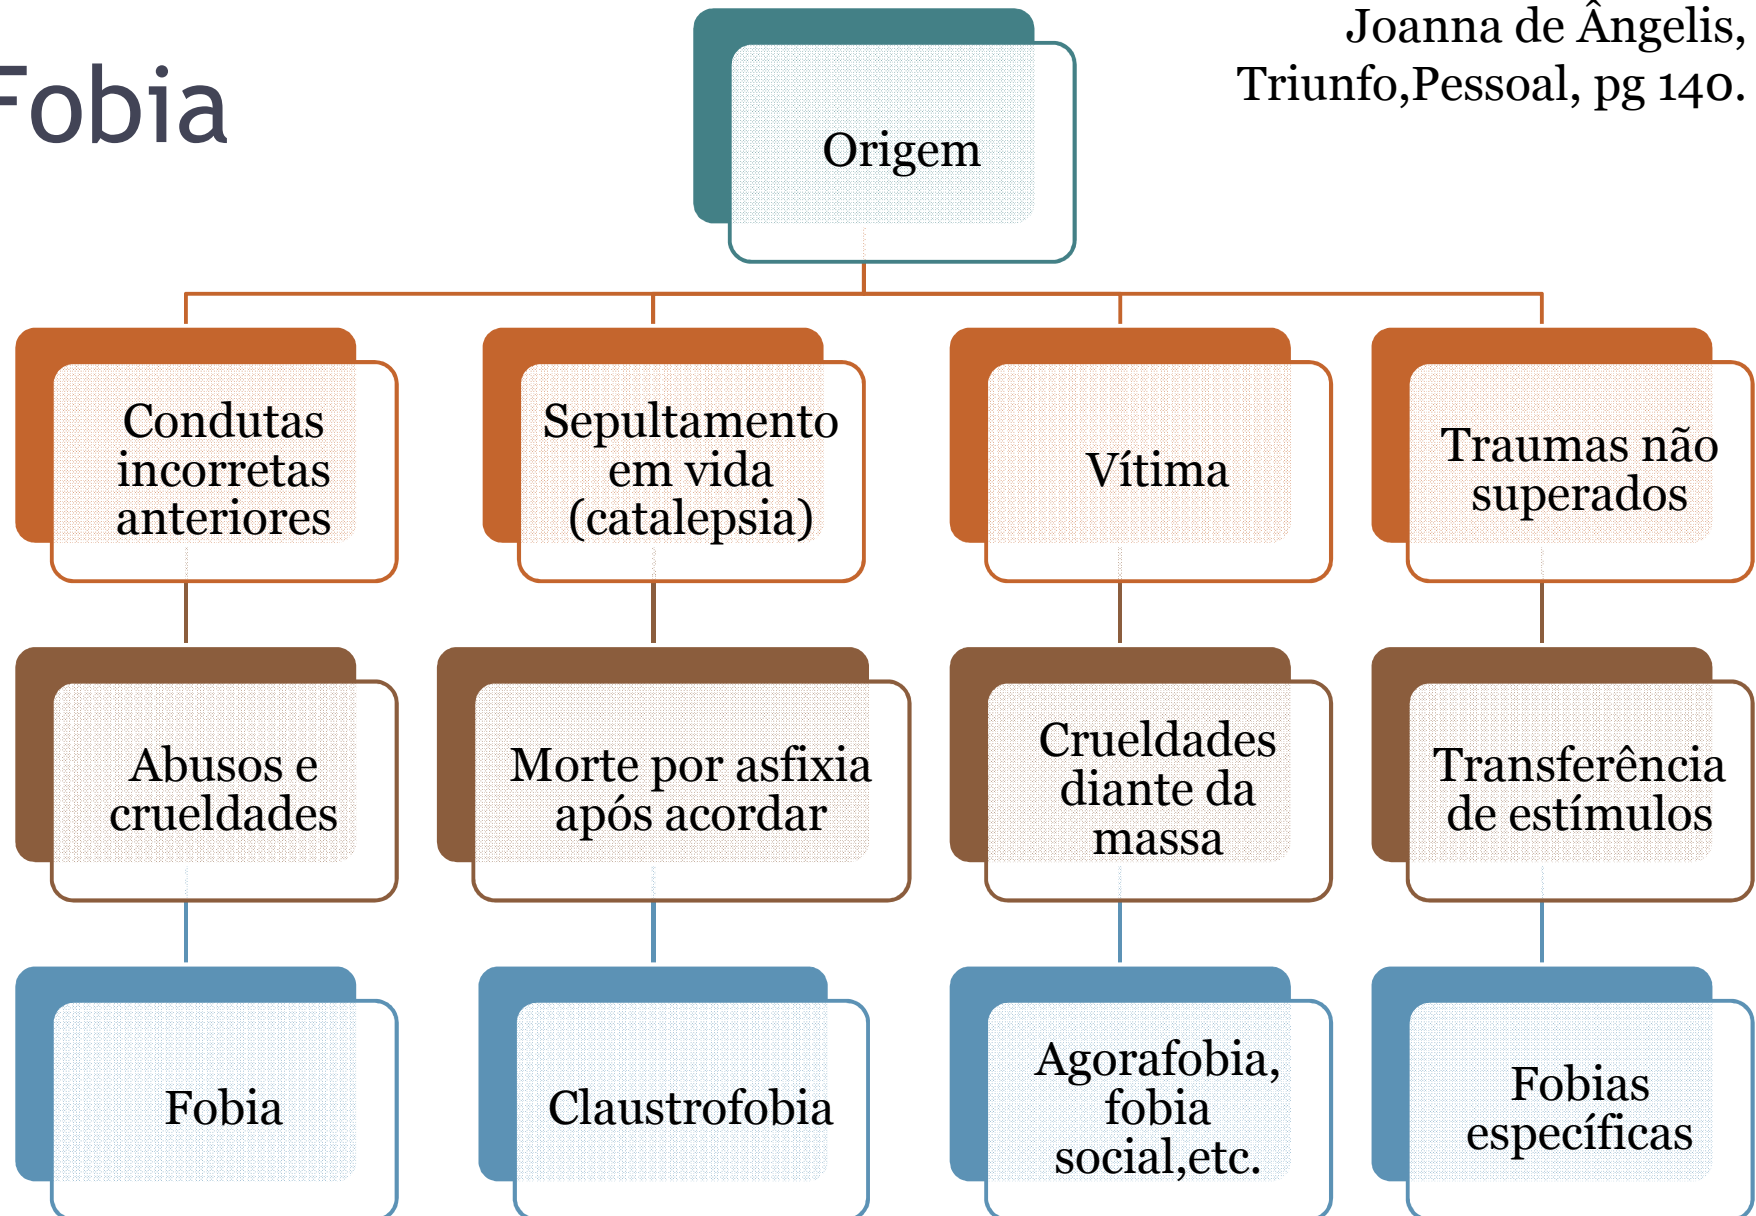 Fobia
Joanna de Ângelis,
Triunfo,Pessoal, pg 140.
Origem
Condutas
incorretas
anteriores
Sepultamento
em vida
(catalepsia)
Vítima
Traumas não
superados
Abusos e
crueldades
Morte por asfixia
após acordar
Crueldades
diante da
massa
Transferência
de estímulos
Fobia
Claustrofobia
Agorafobia,
fobia
social,etc.
Fobias
específicas